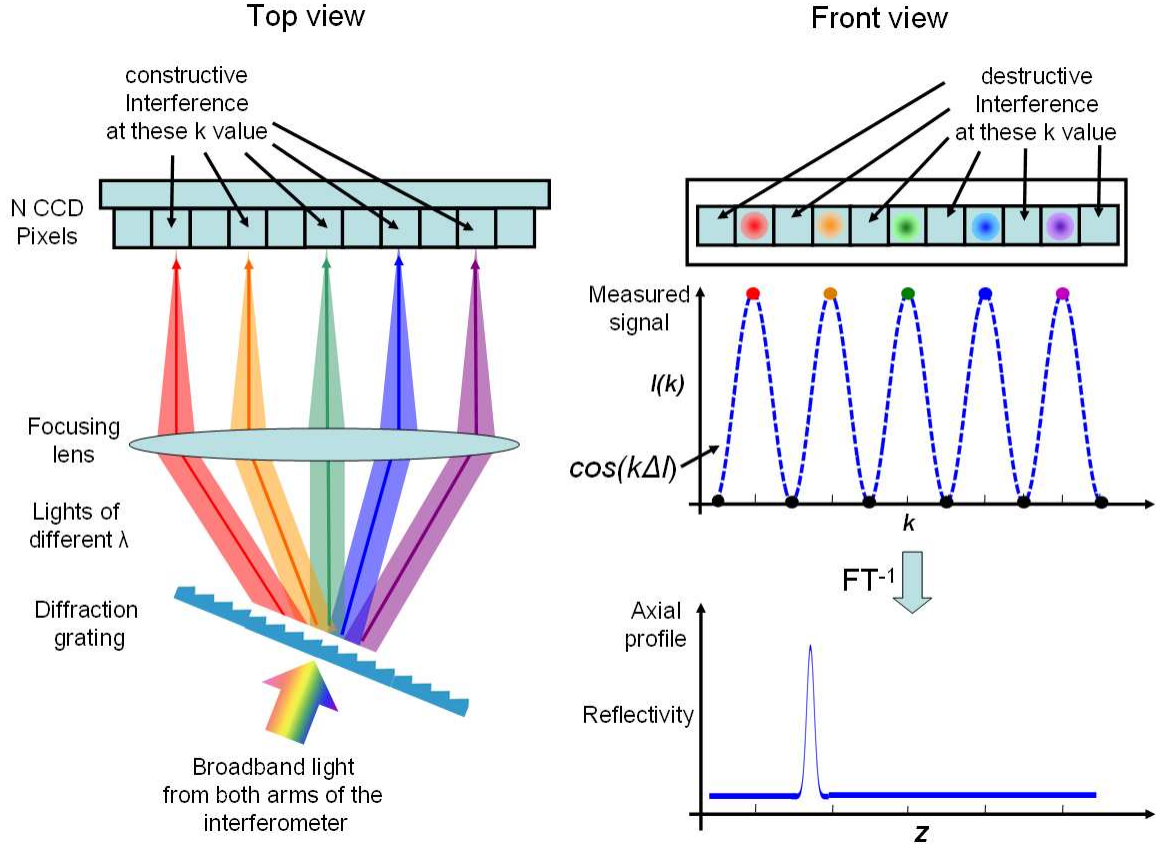 Top view
constructive
Interference
at these k value
N CCD
Pixels
Focusing
lens
Lights of
different λ
Diffraction
grating
Broadband light
from both arms of the
interferometer
Front view
destructive
Interference
at these k value
Measured
signal
I(k)
cos(kΔl)
k
FT-1
Axial
profile
Reflectivity
z